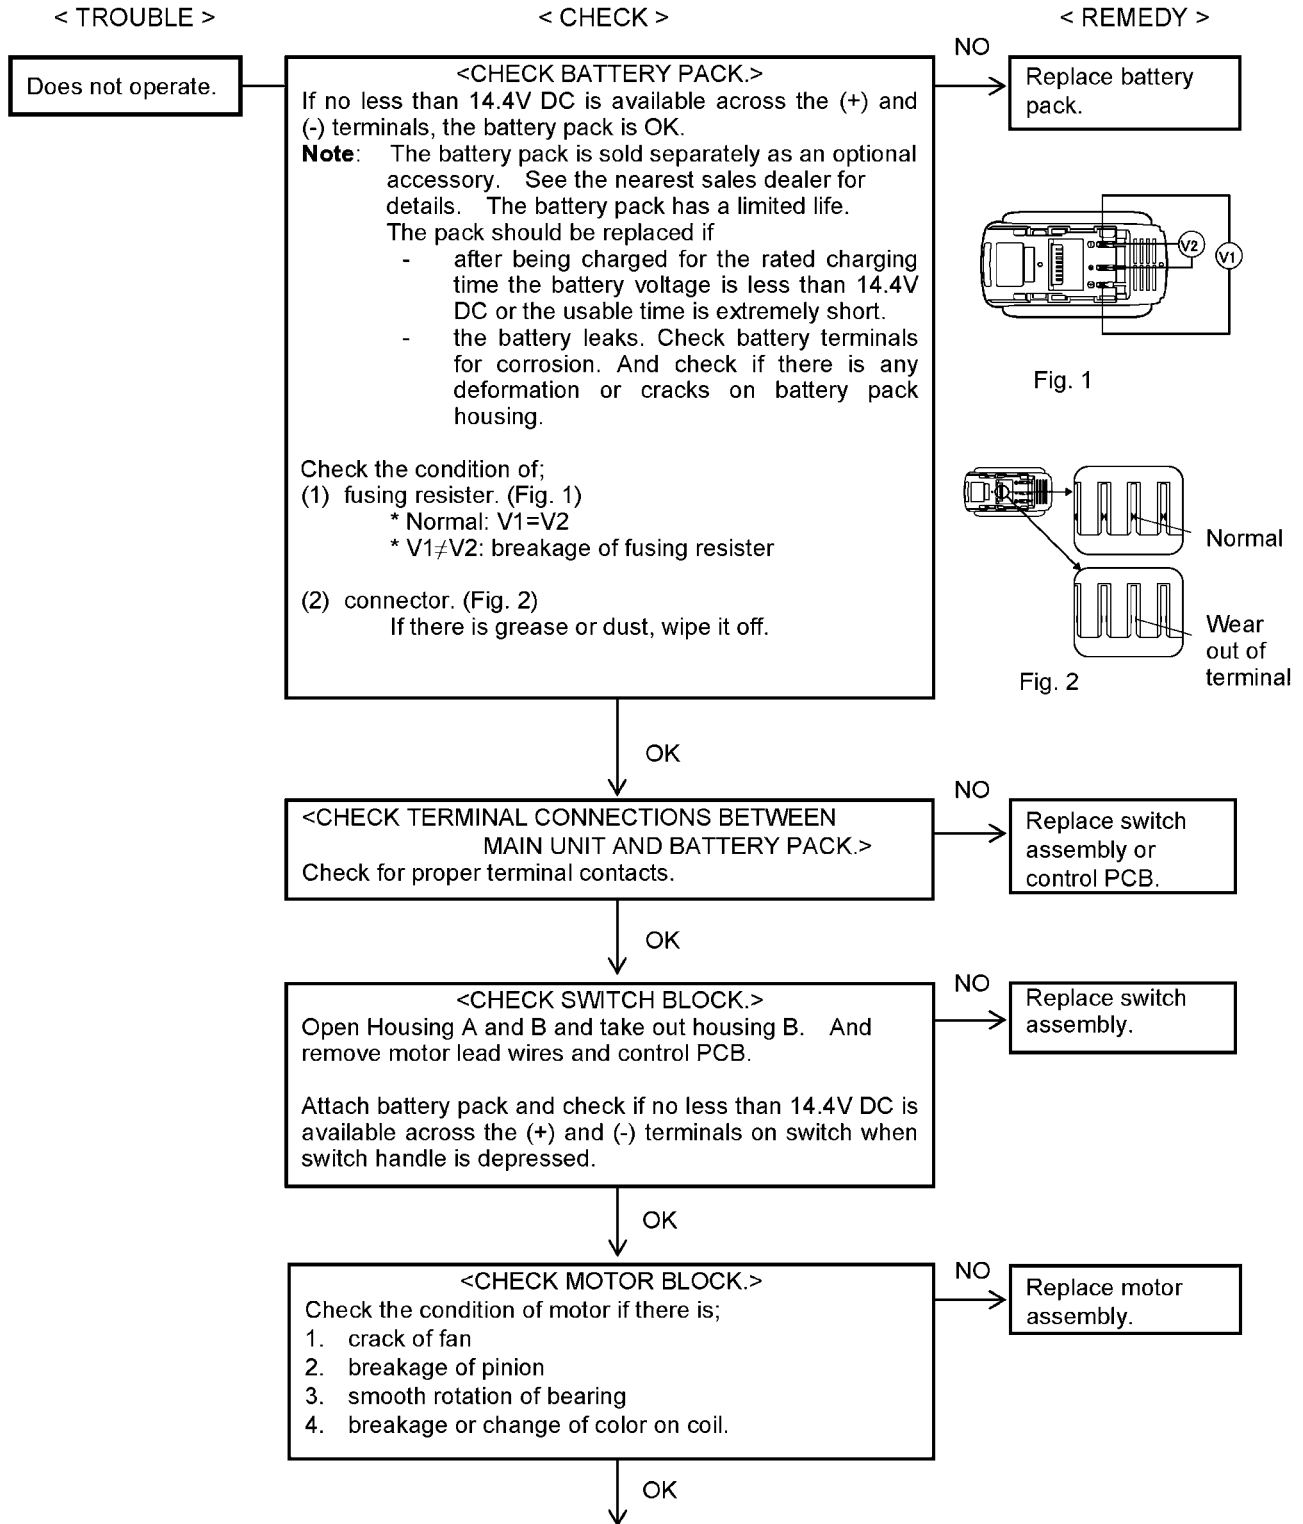 < TROUBLE >
< CHECK >
< REMEDY >
Does not operate.
<CHECK BATTERY PACK.>
If no less than 14.4V DC is available across the (+) and
(-) terminals, the battery pack is OK.
Note: The battery pack is sold separately as an optional
accessory. See the nearest sales dealer for
details. The battery pack has a limited life.
The pack should be replaced if
- after being charged for the rated charging
time the battery voltage is less than 14.4V
DC or the usable time is extremely short.
- the battery leaks. Check battery terminals
for corrosion. And check if there is any
deformation or cracks on battery pack
housing.
Check the condition of;
(1) fusing resister. (Fig. 1)
* Normal: V1=V2
* V1≠V2: breakage of fusing resister
(2) connector. (Fig. 2)
If there is grease or dust, wipe it off.
NO
Replace battery
pack.
V2
V1
Fig. 1
Normal
Wear
out of
terminal
Fig. 2
OK
<CHECK TERMINAL CONNECTIONS BETWEEN
MAIN UNIT AND BATTERY PACK.>
Check for proper terminal contacts.
NO
Replace switch
assembly or
control PCB.
OK
<CHECK SWITCH BLOCK.>
Open Housing A and B and take out housing B. And
remove motor lead wires and control PCB.
Attach battery pack and check if no less than 14.4V DC is
available across the (+) and (-) terminals on switch when
switch handle is depressed.
NO
Replace switch
assembly.
OK
<CHECK MOTOR BLOCK.>
Check the condition of motor if there is;
1. crack of fan
2. breakage of pinion
3. smooth rotation of bearing
4. breakage or change of color on coil.
NO
Replace motor
assembly.
OK